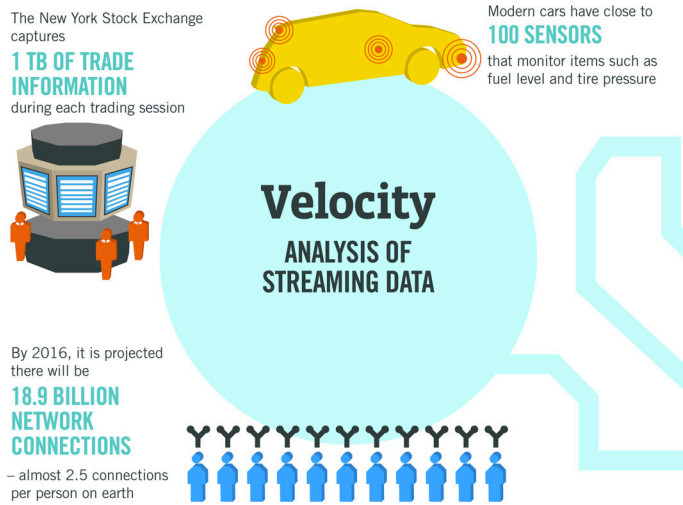 The New York Stock Exchange
captures
1 TB OF TRADE
INFORMATION
during each trading session
Modern cars have close to
100 SENSORS
that monitor items such as
fuel level and tire pressure
Velocity
ANALYSIS OF
STREAMING DATA
By 2016, it is projected
there will be
18.9 BILLION
NETWORK
CONNECTIONS
– almost 2.5 connections
per person on earth